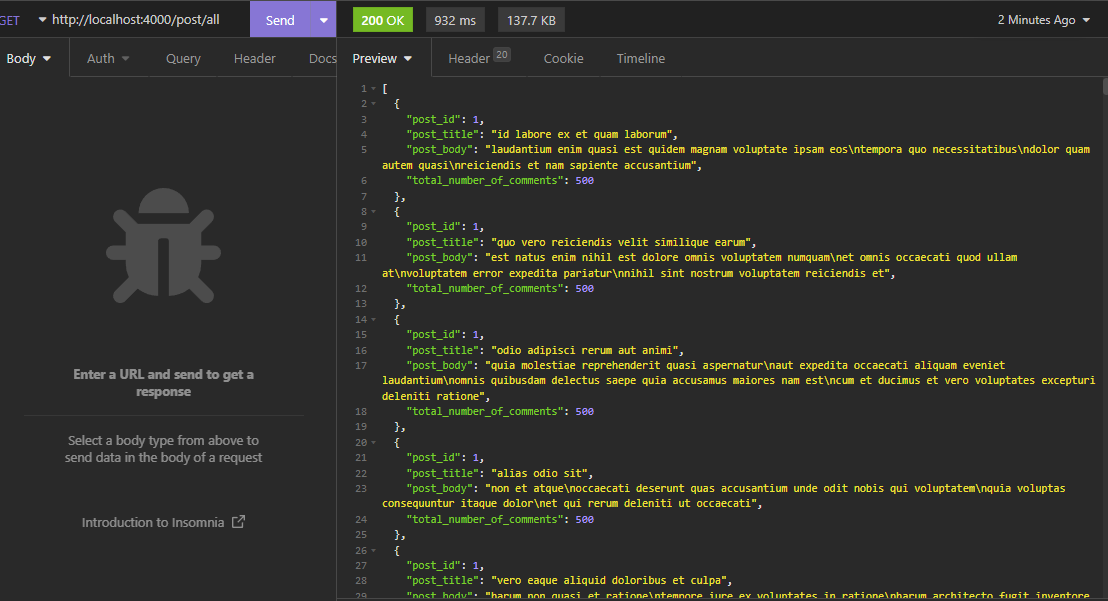 GET http://localhost:4000/post/all Send 200 OK 932 ms 137.7 KB 2 Minutes Ago
Body Auth Query Header Docs Preview Header 20 Cookie Timeline
Enter a URL and send to get a
response
Select a body type from above to
send data in the body of a request
Introduction to Insomnia
1 [
2 {
3 "post_id": 1,
4 "post_title": "id labore ex et quam laborum",
5 "post_body": "laudantium enim quasi est quidem magnam voluptate ipsam eos\ntempora quo necessitatibus\ndolor quam
autem quasi\nreiciendis et nam sapiente accusantium",
6 "total_number_of_comments": 500
7 },
8 {
9 "post_id": 1,
10 "post_title": "quo vero reiciendis velit similique earum",
11 "post_body": "est natus enim nihil est dolore omnis voluptatem numquam\net omnis occaecati quod ullam
at\nvoluptatem error expedita pariatur\nnihil sint nostrum voluptatem reiciendis et",
12 "total_number_of_comments": 500
13 },
14 {
15 "post_id": 1,
16 "post_title": "odio adipisci rerum aut animi",
17 "post_body": "quia molestiae reprehenderit quasi aspernatur\naut expedita occaecati aliquam eveniet
laudantium\nomnis quibusdam delectus saepe quia accusamus maiores nam est\ncum et ducimus et vero voluptates excepturi
deleniti ratione",
18 "total_number_of_comments": 500
19 },
20 {
21 "post_id": 1,
22 "post_title": "alias odio sit",
23 "post_body": "non et atque\noccaecati deserunt quas accusantium unde odit nobis qui voluptatem\nquia voluptas
consequuntur itaque dolor\net qui rerum deleniti ut occaecati",
24 "total_number_of_comments": 500
25 },
26 {
27 "post_id": 1,
28 "post_title": "vero eaque aliquid doloribus et culpa",
29 "post_body": "harum non quasi et ratione\ntempore iure ex voluptates in ratione\nharum architecto fugit inventore